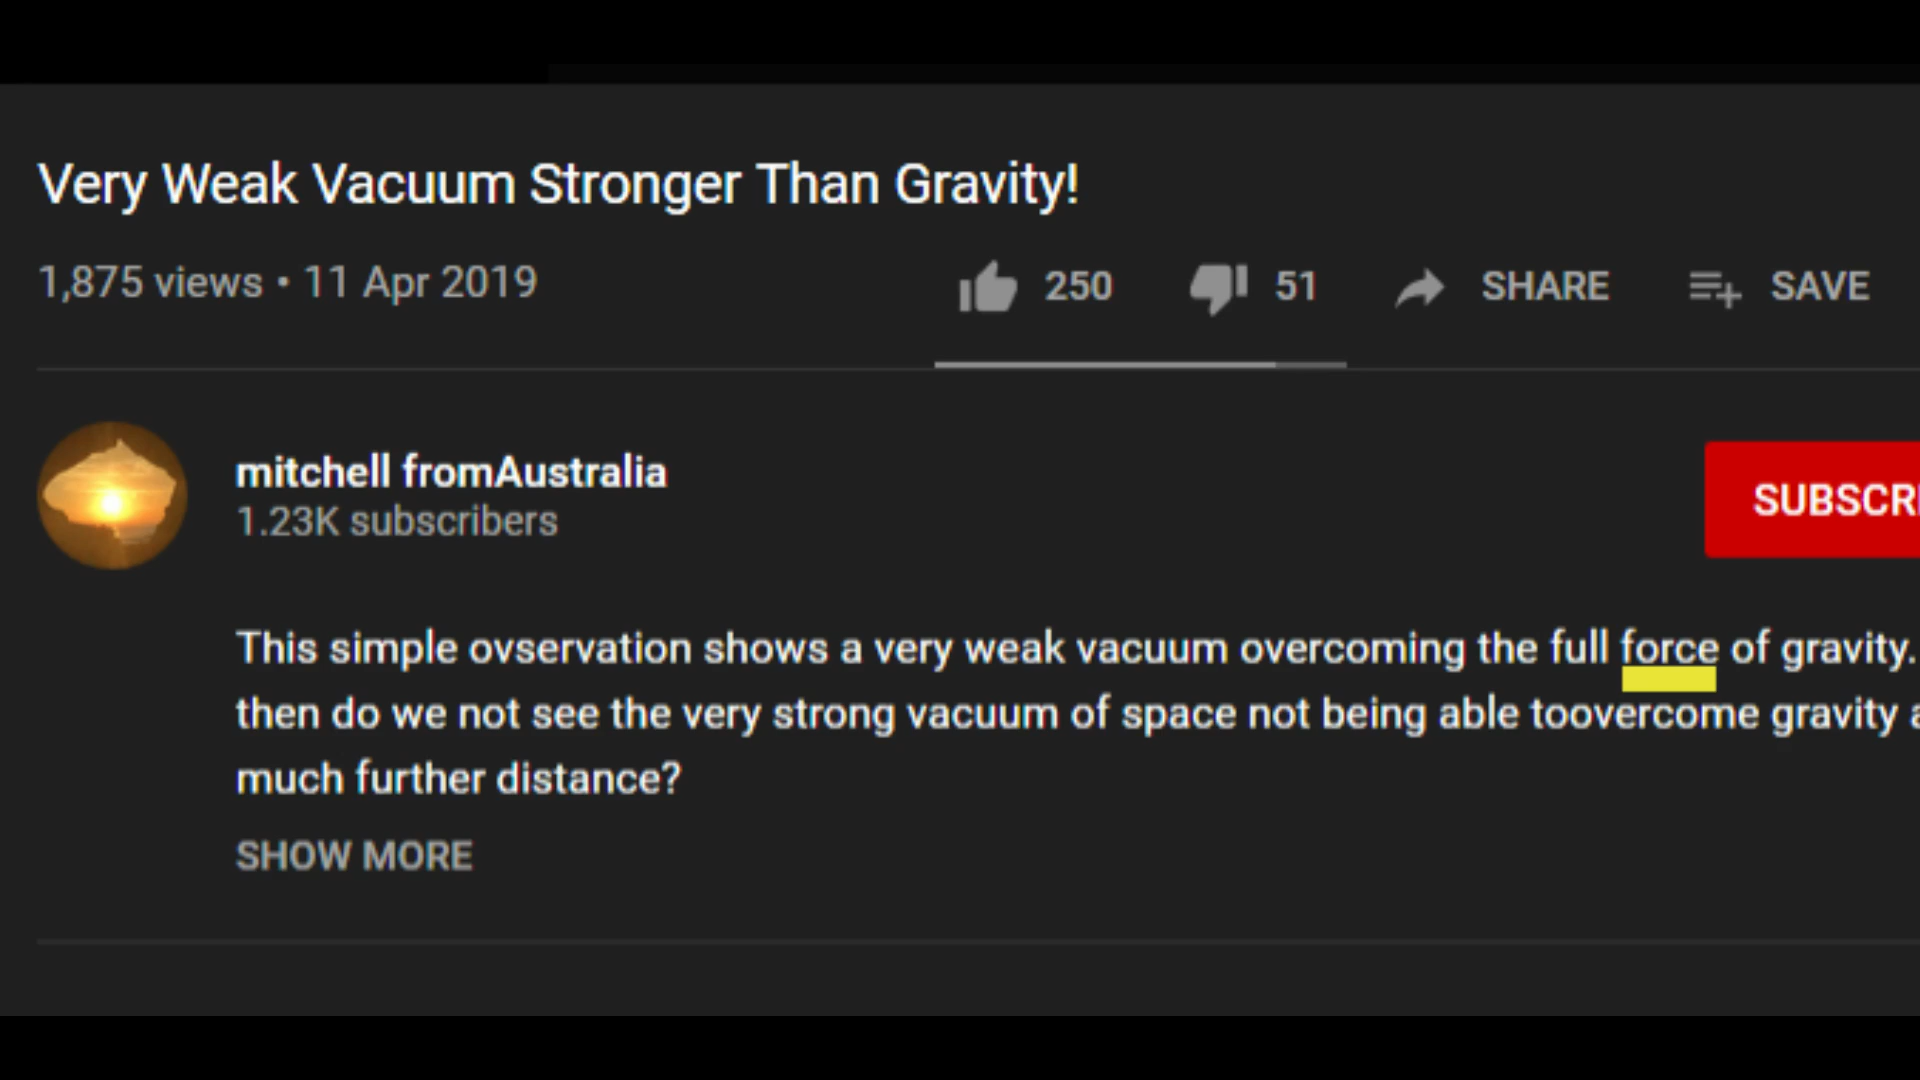 Very Weak Vacuum Stronger Than Gravity!
1,875 views • 11 Apr 2019
250 51 SHARE SAVE
mitchell fromAustralia
1.23K subscribers
SUBSCRI
This simple ovservation shows a very weak vacuum overcoming the full force of gravity.
then do we not see the very strong vacuum of space not being able toovercome gravity a
much further distance?
SHOW MORE